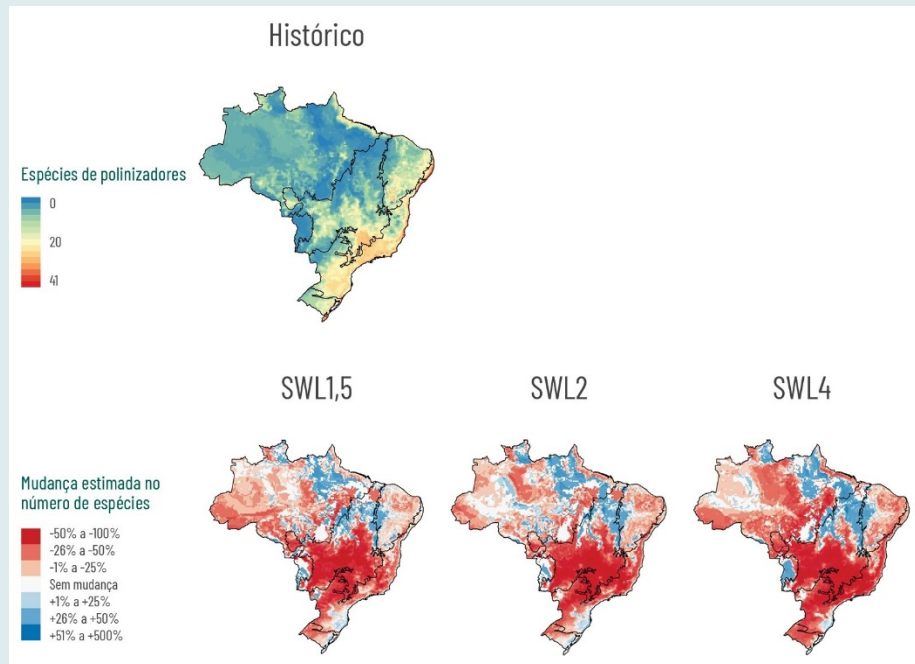 Histórico
Espécies de polinizadores
0
20
41
SWL1,5
SWL2
SWL4
Mudança estimada no
número de espécies
-50% a -100%
-26% a -50%
-1% a -25%
Sem mudança
+1% a +25%
+26% a +50%
+51% a +500%